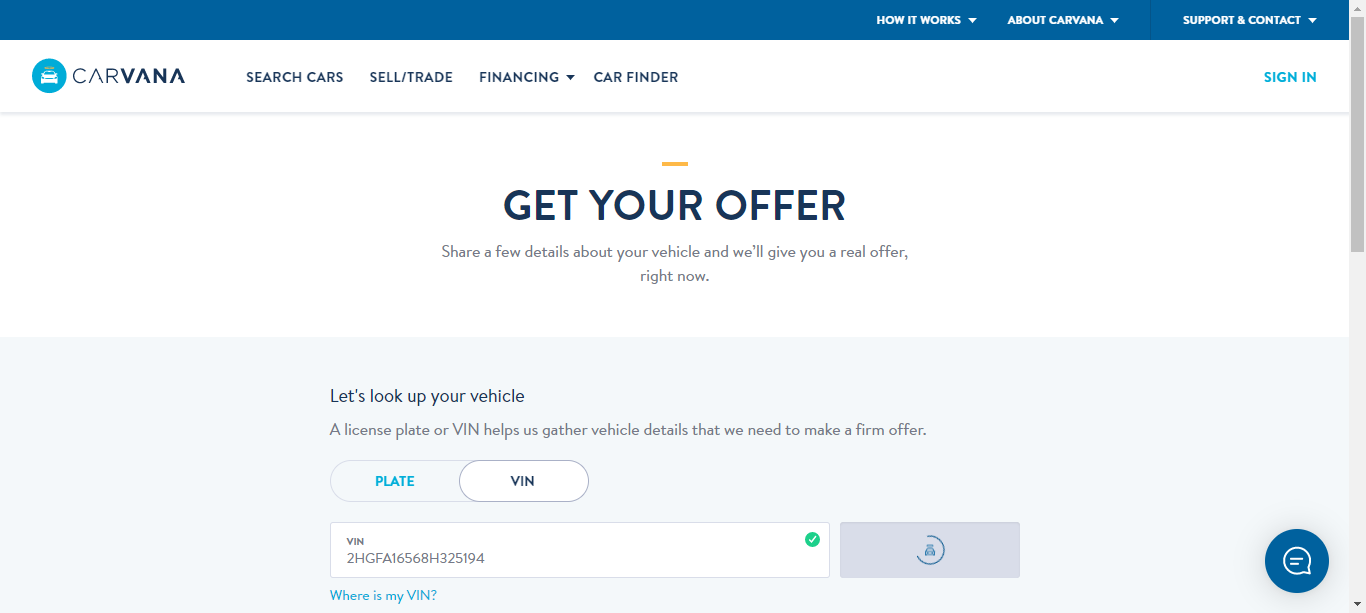 HOW IT WORKS ABOUT CARVANA SUPPORT & CONTACT
CARVANA SEARCH CARS SELL/TRADE FINANCING CAR FINDER SIGN IN
GET YOUR OFFER
Share a few details about your vehicle and we'll give you a real offer,
right now.
Let's look up your vehicle
A license plate or VIN helps us gather vehicle details that we need to make a firm offer.
PLATE VIN
VIN
2HGFA16568H325194
Where is my VIN?